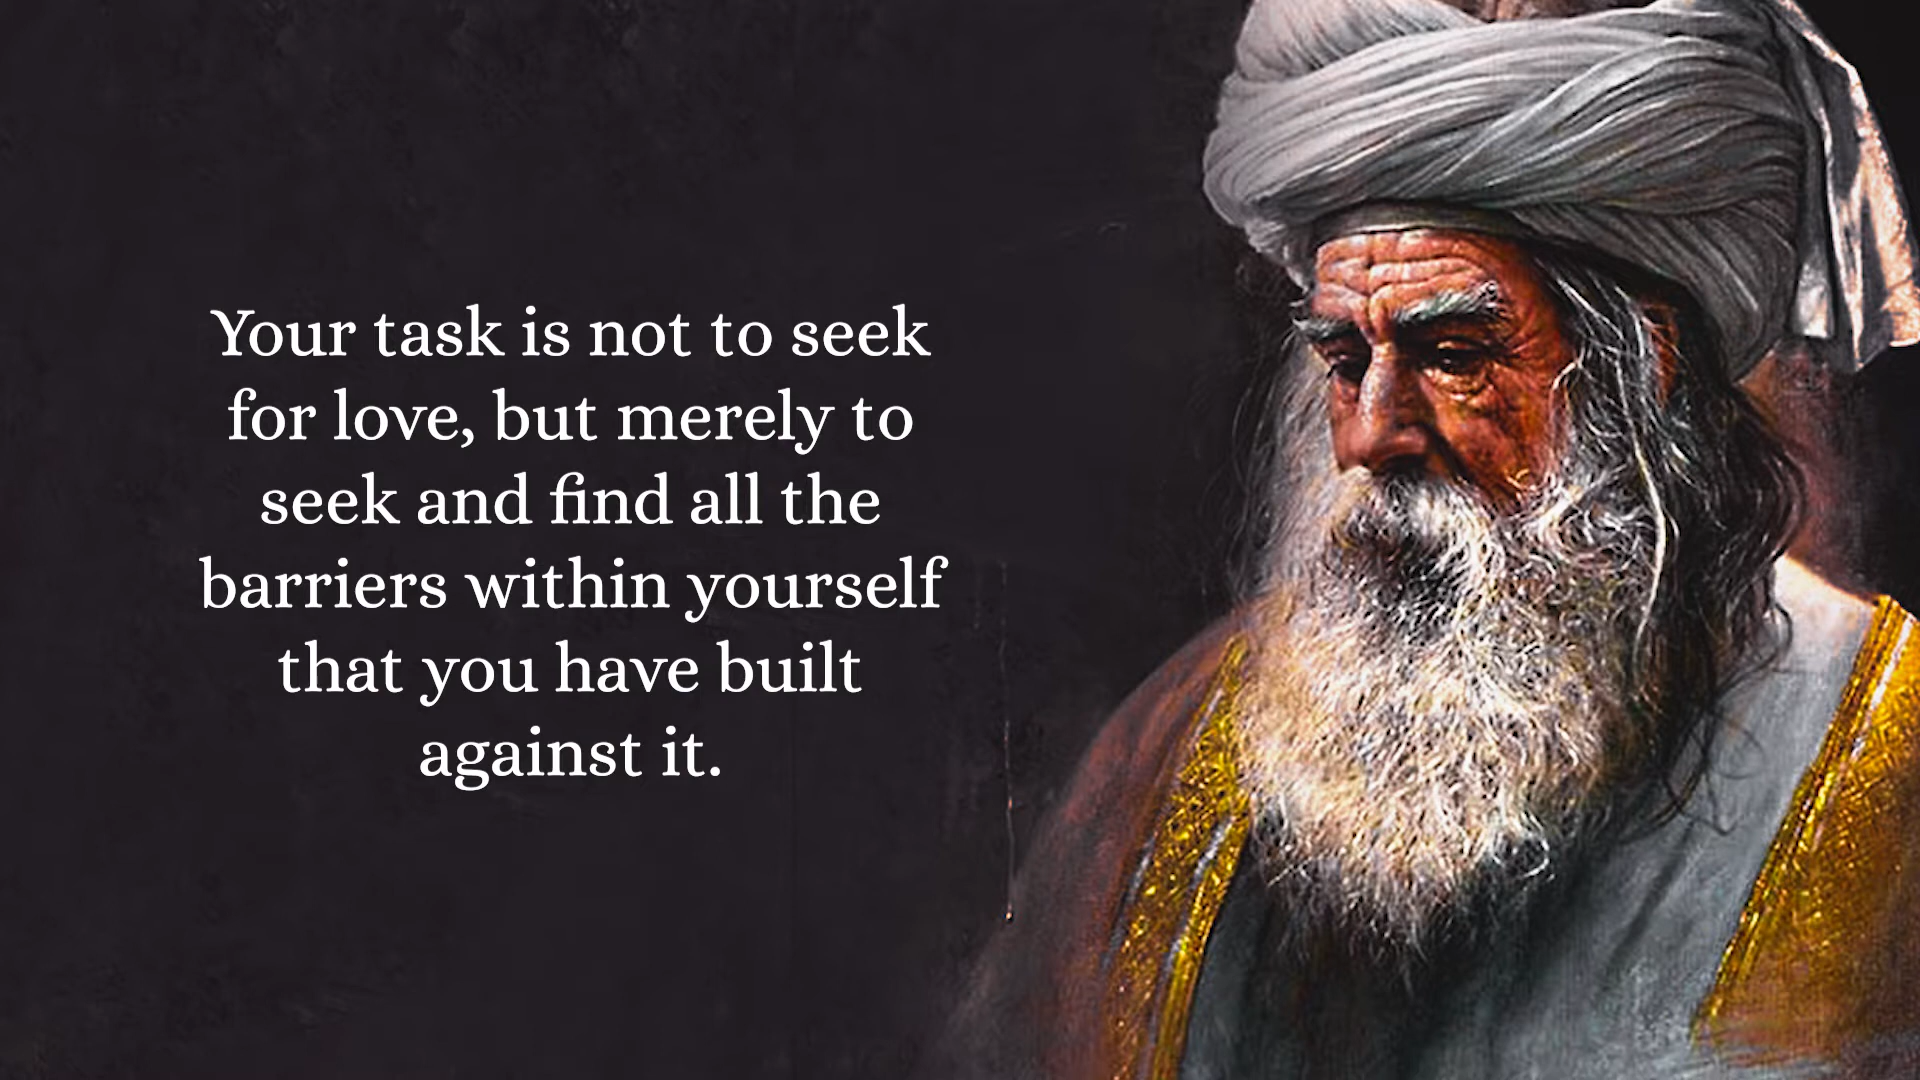 Your task is not to seek
for love, but merely to
seek and find all the
barriers within yourself
that you have built
against it.